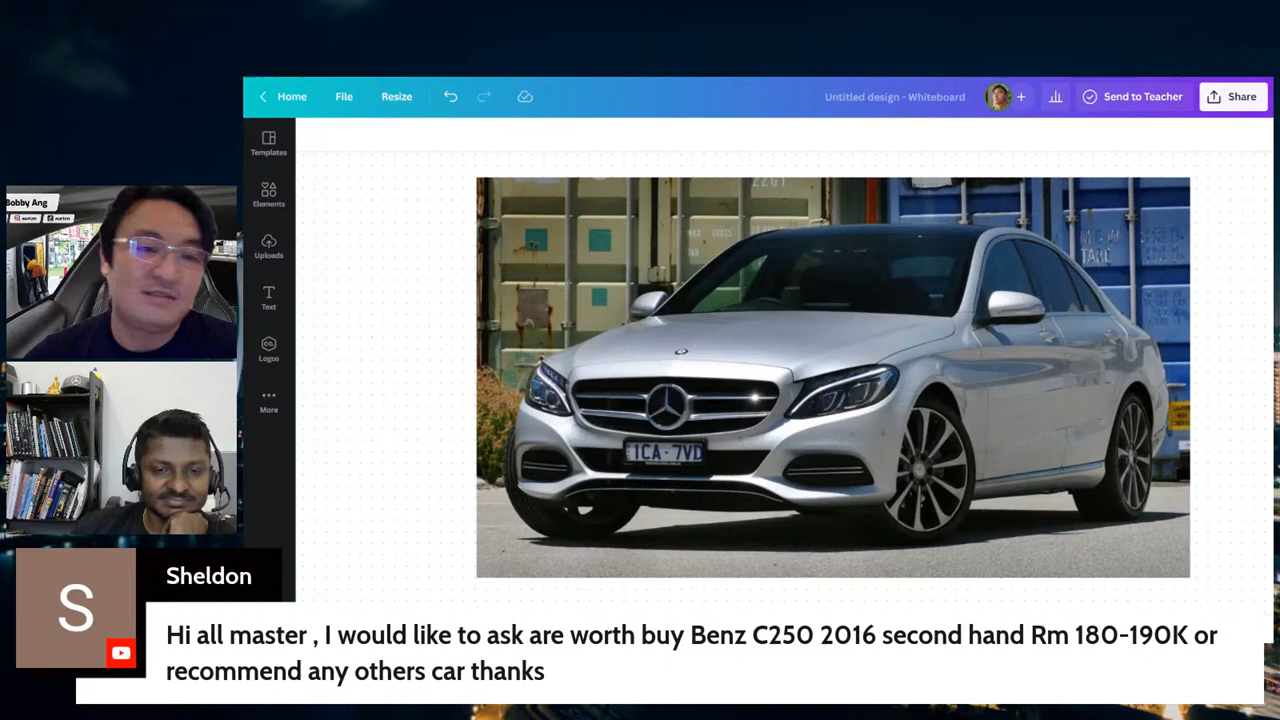 Home
File
Resize
Untitled design - Whiteboard
+
Send to Teacher
Share
Templates
Elements
Uploads
Text
CO.
Logos
More
Bobby Ang
1CA-7VD
S
Sheldon
Hi all master , I would like to ask are worth buy Benz C250 2016 second hand Rm 180-190K or
recommend any others car thanks